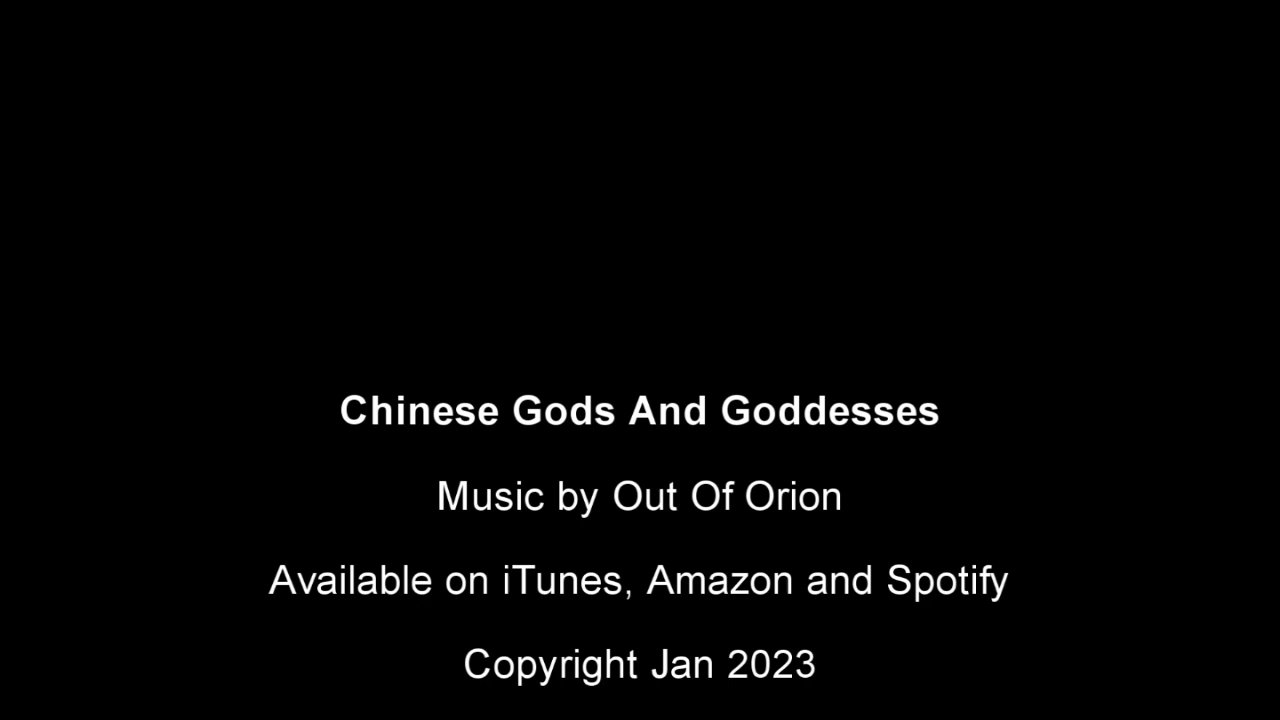 Chinese Gods And Goddesses
Music by Out Of Orion
Available on iTunes, Amazon and Spotify
Copyright Jan 2023